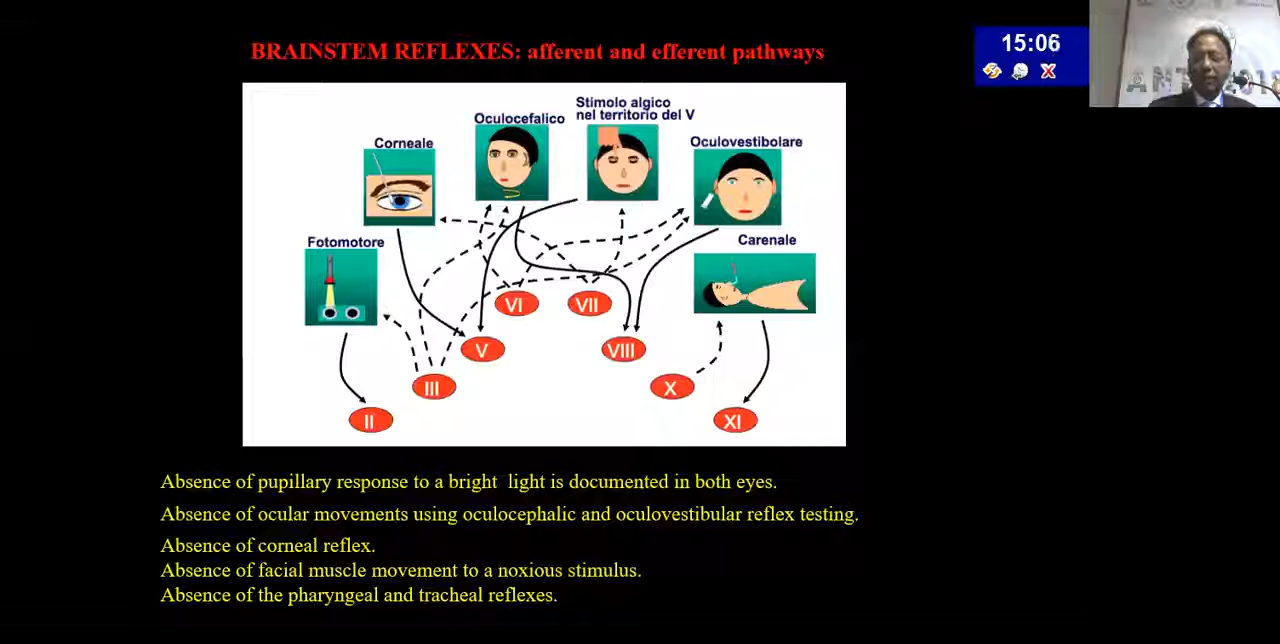 BRAINSTEM REFLEXES: afferent and efferent pathways
15:06
Stimolo algico
nel territorio del V
Oculocefalico
Corneale
Oculovestibolare
Fotomotore
Carenale
VI
VII
V
VIII
III
X
II
XI
Absence of pupillary response to a bright light is documented in both eyes.
Absence of ocular movements using oculocephalic and oculovestibular reflex testing.
Absence of corneal reflex.
Absence of facial muscle movement to a noxious stimulus.
Absence of the pharyngeal and tracheal reflexes.